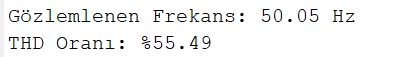 Gözlemlenen Frekans: 50.05 Hz
THD Oranı: %55.49